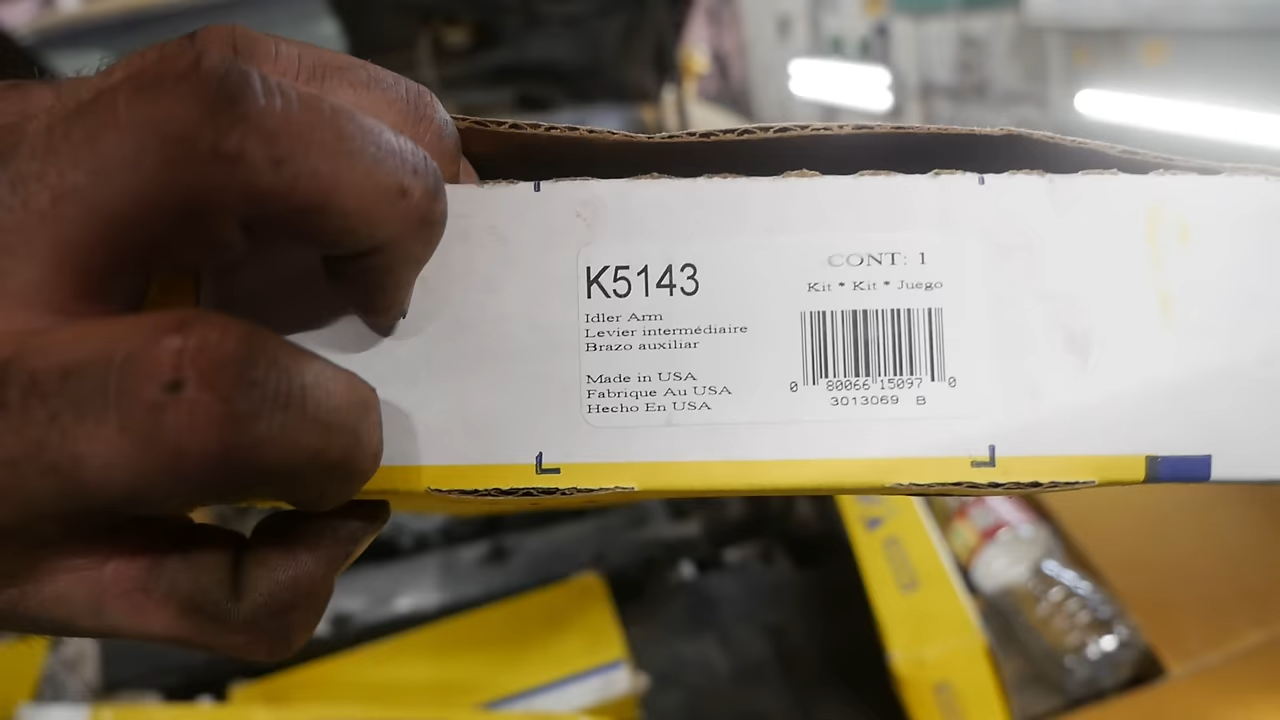 K5143
Idler Arm
Levier intermédiaire
Brazo auxiliar
Made in USA
Fabrique Au USA
Hecho En USA
CONT: 1
Kit * Kit * Juego
0 80066 15097 0
3013069 B